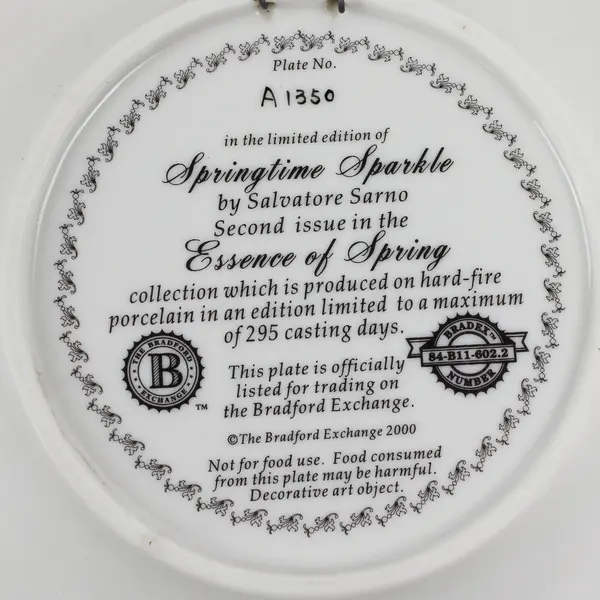 Plate No.
A 1350
in the limited edition of
Springtime Sparkle
by Salvatore Sarno
Second issue in the
Essence of Spring
collection which is produced on hard-fire
porcelain in an edition limited to a maximum
of 295 casting days.
THE BRADFORD
B
EXCHANGE
TM
BRADEX™
84-B11-602.2
NUMBER
This plate is officially
listed for trading on
the Bradford Exchange.
©The Bradford Exchange 2000
Not for food use. Food consumed
from this plate may be harmful.
Decorative art object.